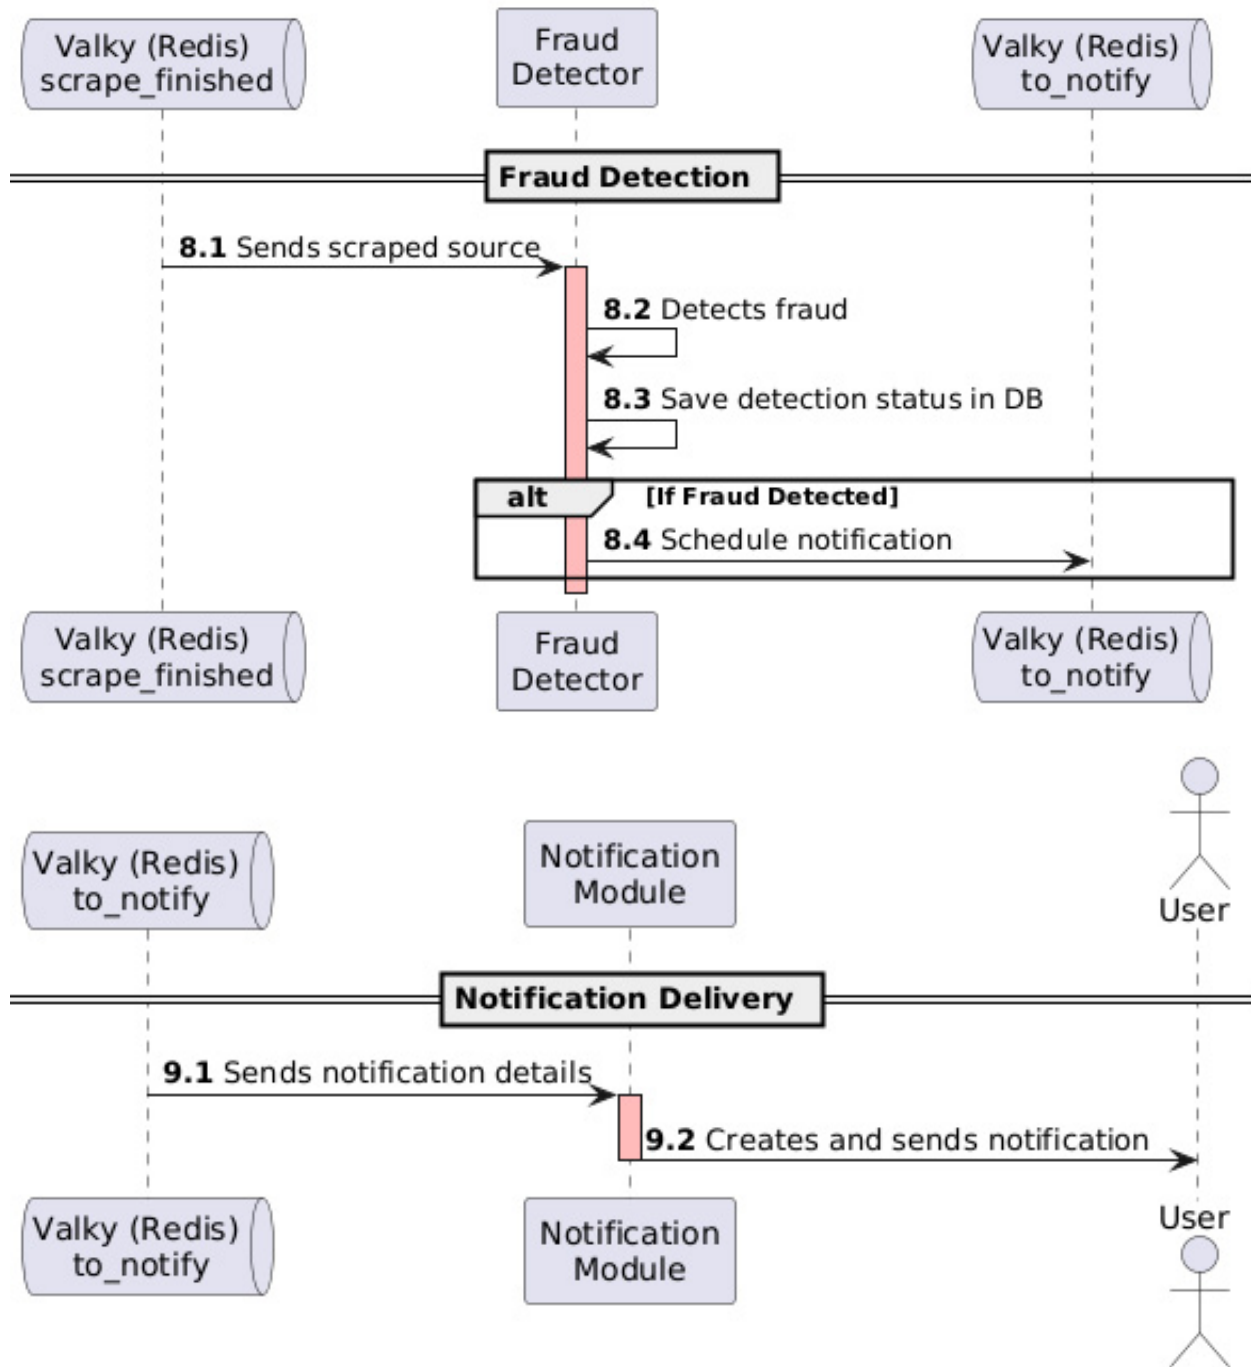 Valky (Redis)
scrape_finished
Fraud
Detector
Valky (Redis)
to_notify
Fraud Detection
8.1 Sends scraped source
8.2 Detects fraud
8.3 Save detection status in DB
alt
[If Fraud Detected]
8.4 Schedule notification
Valky (Redis)
scrape_finished
Fraud
Detector
Valky (Redis)
to_notify
Valky (Redis)
to_notify
Notification
Module
User
Notification Delivery
9.1 Sends notification details
9.2 Creates and sends notification
Valky (Redis)
to_notify
Notification
Module
User